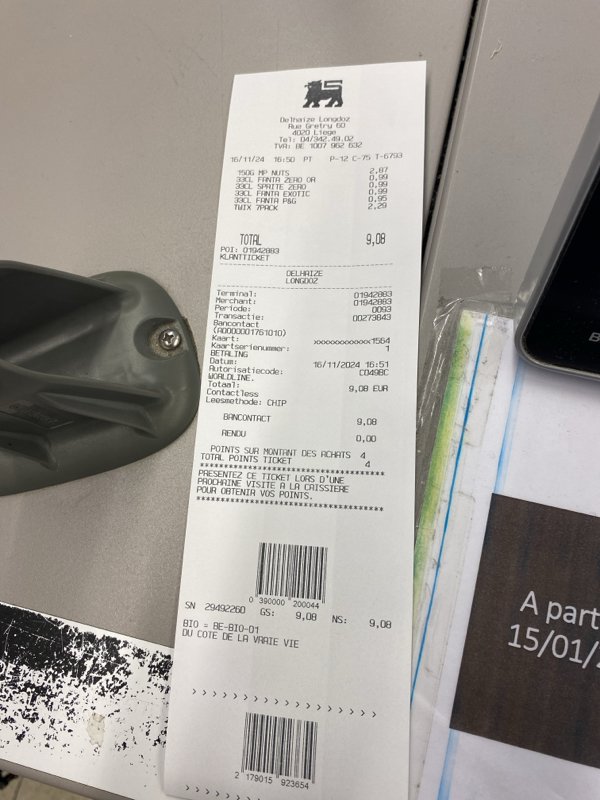 Delhaize Longdoz
Rue Gretry 60
4020 Liege
Tel: 04/342.49.02
TVA: BE 1007 962 632
16/11/24 16:50 PT P-12 C-75 T-6793
150G MP NUTS 2,87
33CL FANTA ZERO OR 0,99
33CL SPRITE ZERO 0,99
33CL FANTA EXOTIC 0,99
33CL FANTA P&G 0,95
TWIX 7PACK 2,29
TOTAL 9,08
POI: 01942883
KLANTTICKET
DELHAIZE
LONGDOZ
Terminal: 01942883
Merchant: 01942883
Periode: 0093
Transactie: 00273843
Bancontact
(A0000001761010)
Kaart: xxxxxxxxxxxx1564
Kaartserienummer: 1
BETALING
Datum: 16/11/2024 16:51
Autorisatiecode: C049BC
WORLDLINE.
Totaal: 9,08 EUR
Contactless
Leesmethode: CHIP
BANCONTACT 9,08
RENDU 0,00
POINTS SUR MONTANT DES ACHATS 4
TOTAL POINTS TICKET 4
****************************************
PRESENTEZ CE TICKET LORS D'UNE
PROCHAINE VISITE A LA CAISSIERE
POUR OBTENIR VOS POINTS.
****************************************
0 390000 200044
SN 29492260 GS: 9,08 NS: 9,08
BIO = BE-BIO-01
DU COTE DE LA VRAIE VIE
2 179015 923654
A part
15/01/2